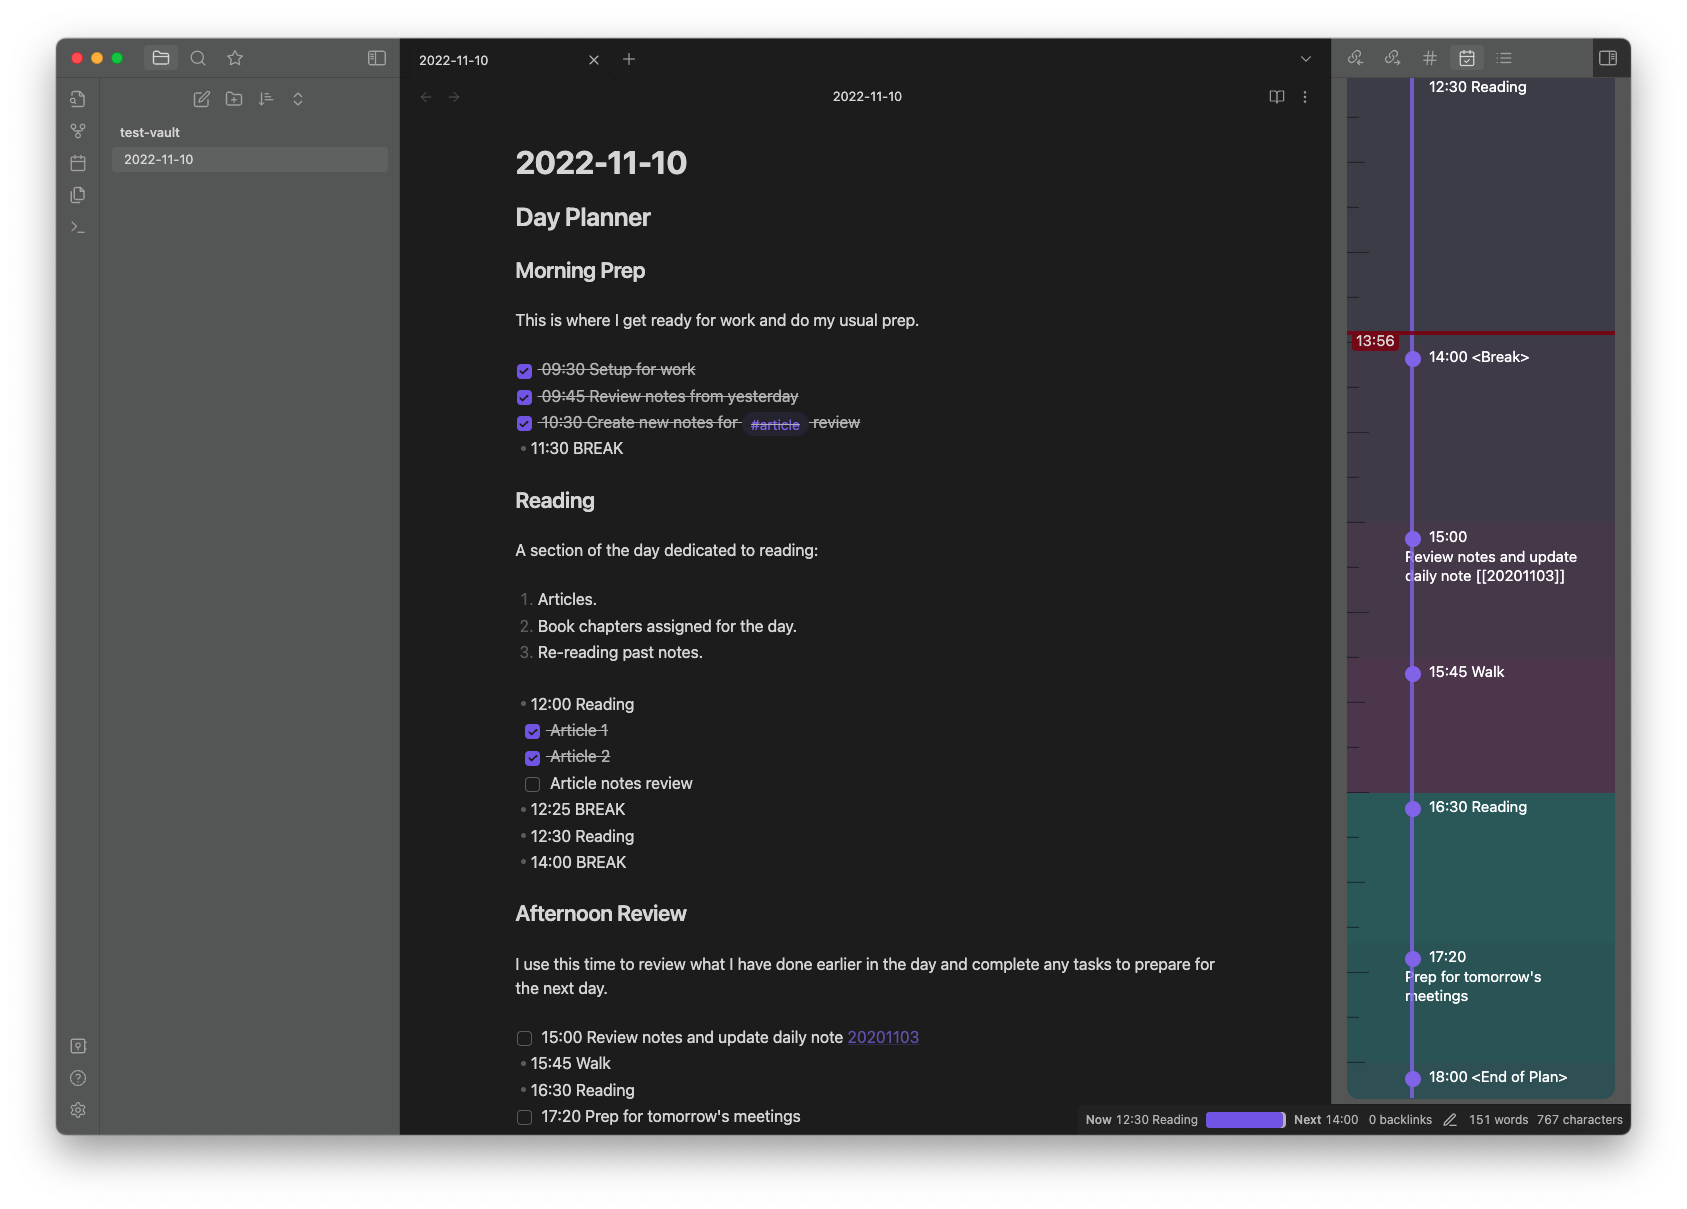 2022-11-10
test-vault
2022-11-10
2022-11-10
2022-11-10
Day Planner
Morning Prep
This is where I get ready for work and do my usual prep.
09:30 Setup for work
09:45 Review notes from yesterday
10:30 Create new notes for #article review
11:30 BREAK
Reading
A section of the day dedicated to reading:
1. Articles.
2. Book chapters assigned for the day.
3. Re-reading past notes.
12:00 Reading
Article 1
Article 2
Article notes review
12:25 BREAK
12:30 Reading
14:00 BREAK
Afternoon Review
I use this time to review what I have done earlier in the day and complete any tasks to prepare for
the next day.
15:00 Review notes and update daily note 20201103
15:45 Walk
16:30 Reading
17:20 Prep for tomorrow's meetings
12:30 Reading
13:56
14:00 <Break>
15:00
Review notes and update
daily note [[20201103]]
15:45 Walk
16:30 Reading
17:20
Prep for tomorrow's
meetings
18:00 <End of Plan>
Now 12:30 Reading Next 14:00 0 backlinks 151 words 767 characters